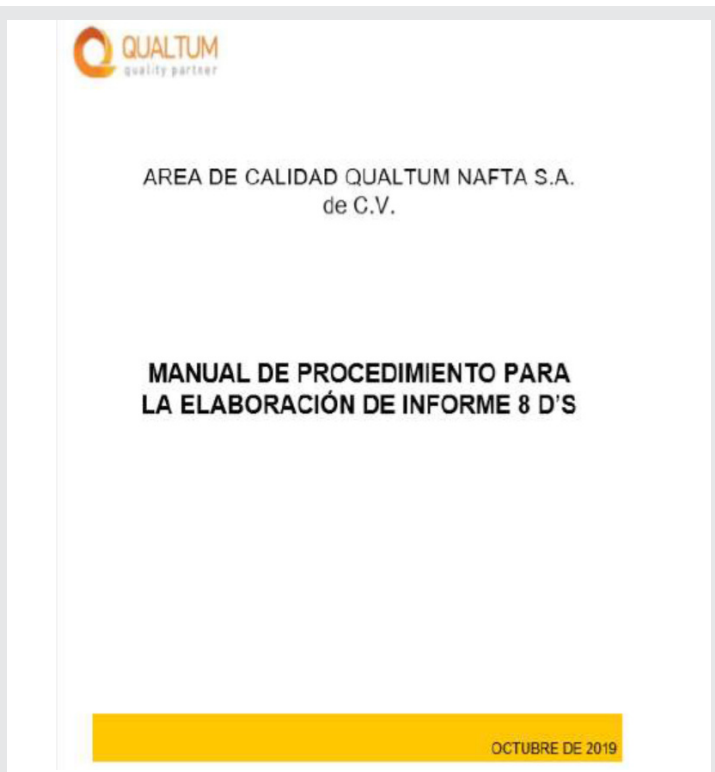 QUALTUM
quality partner
AREA DE CALIDAD QUALTUM NAFTA S.A.
de C.V.
MANUAL DE PROCEDIMIENTO PARA
LA ELABORACIÓN DE INFORME 8 D'S
OCTUBRE DE 2019